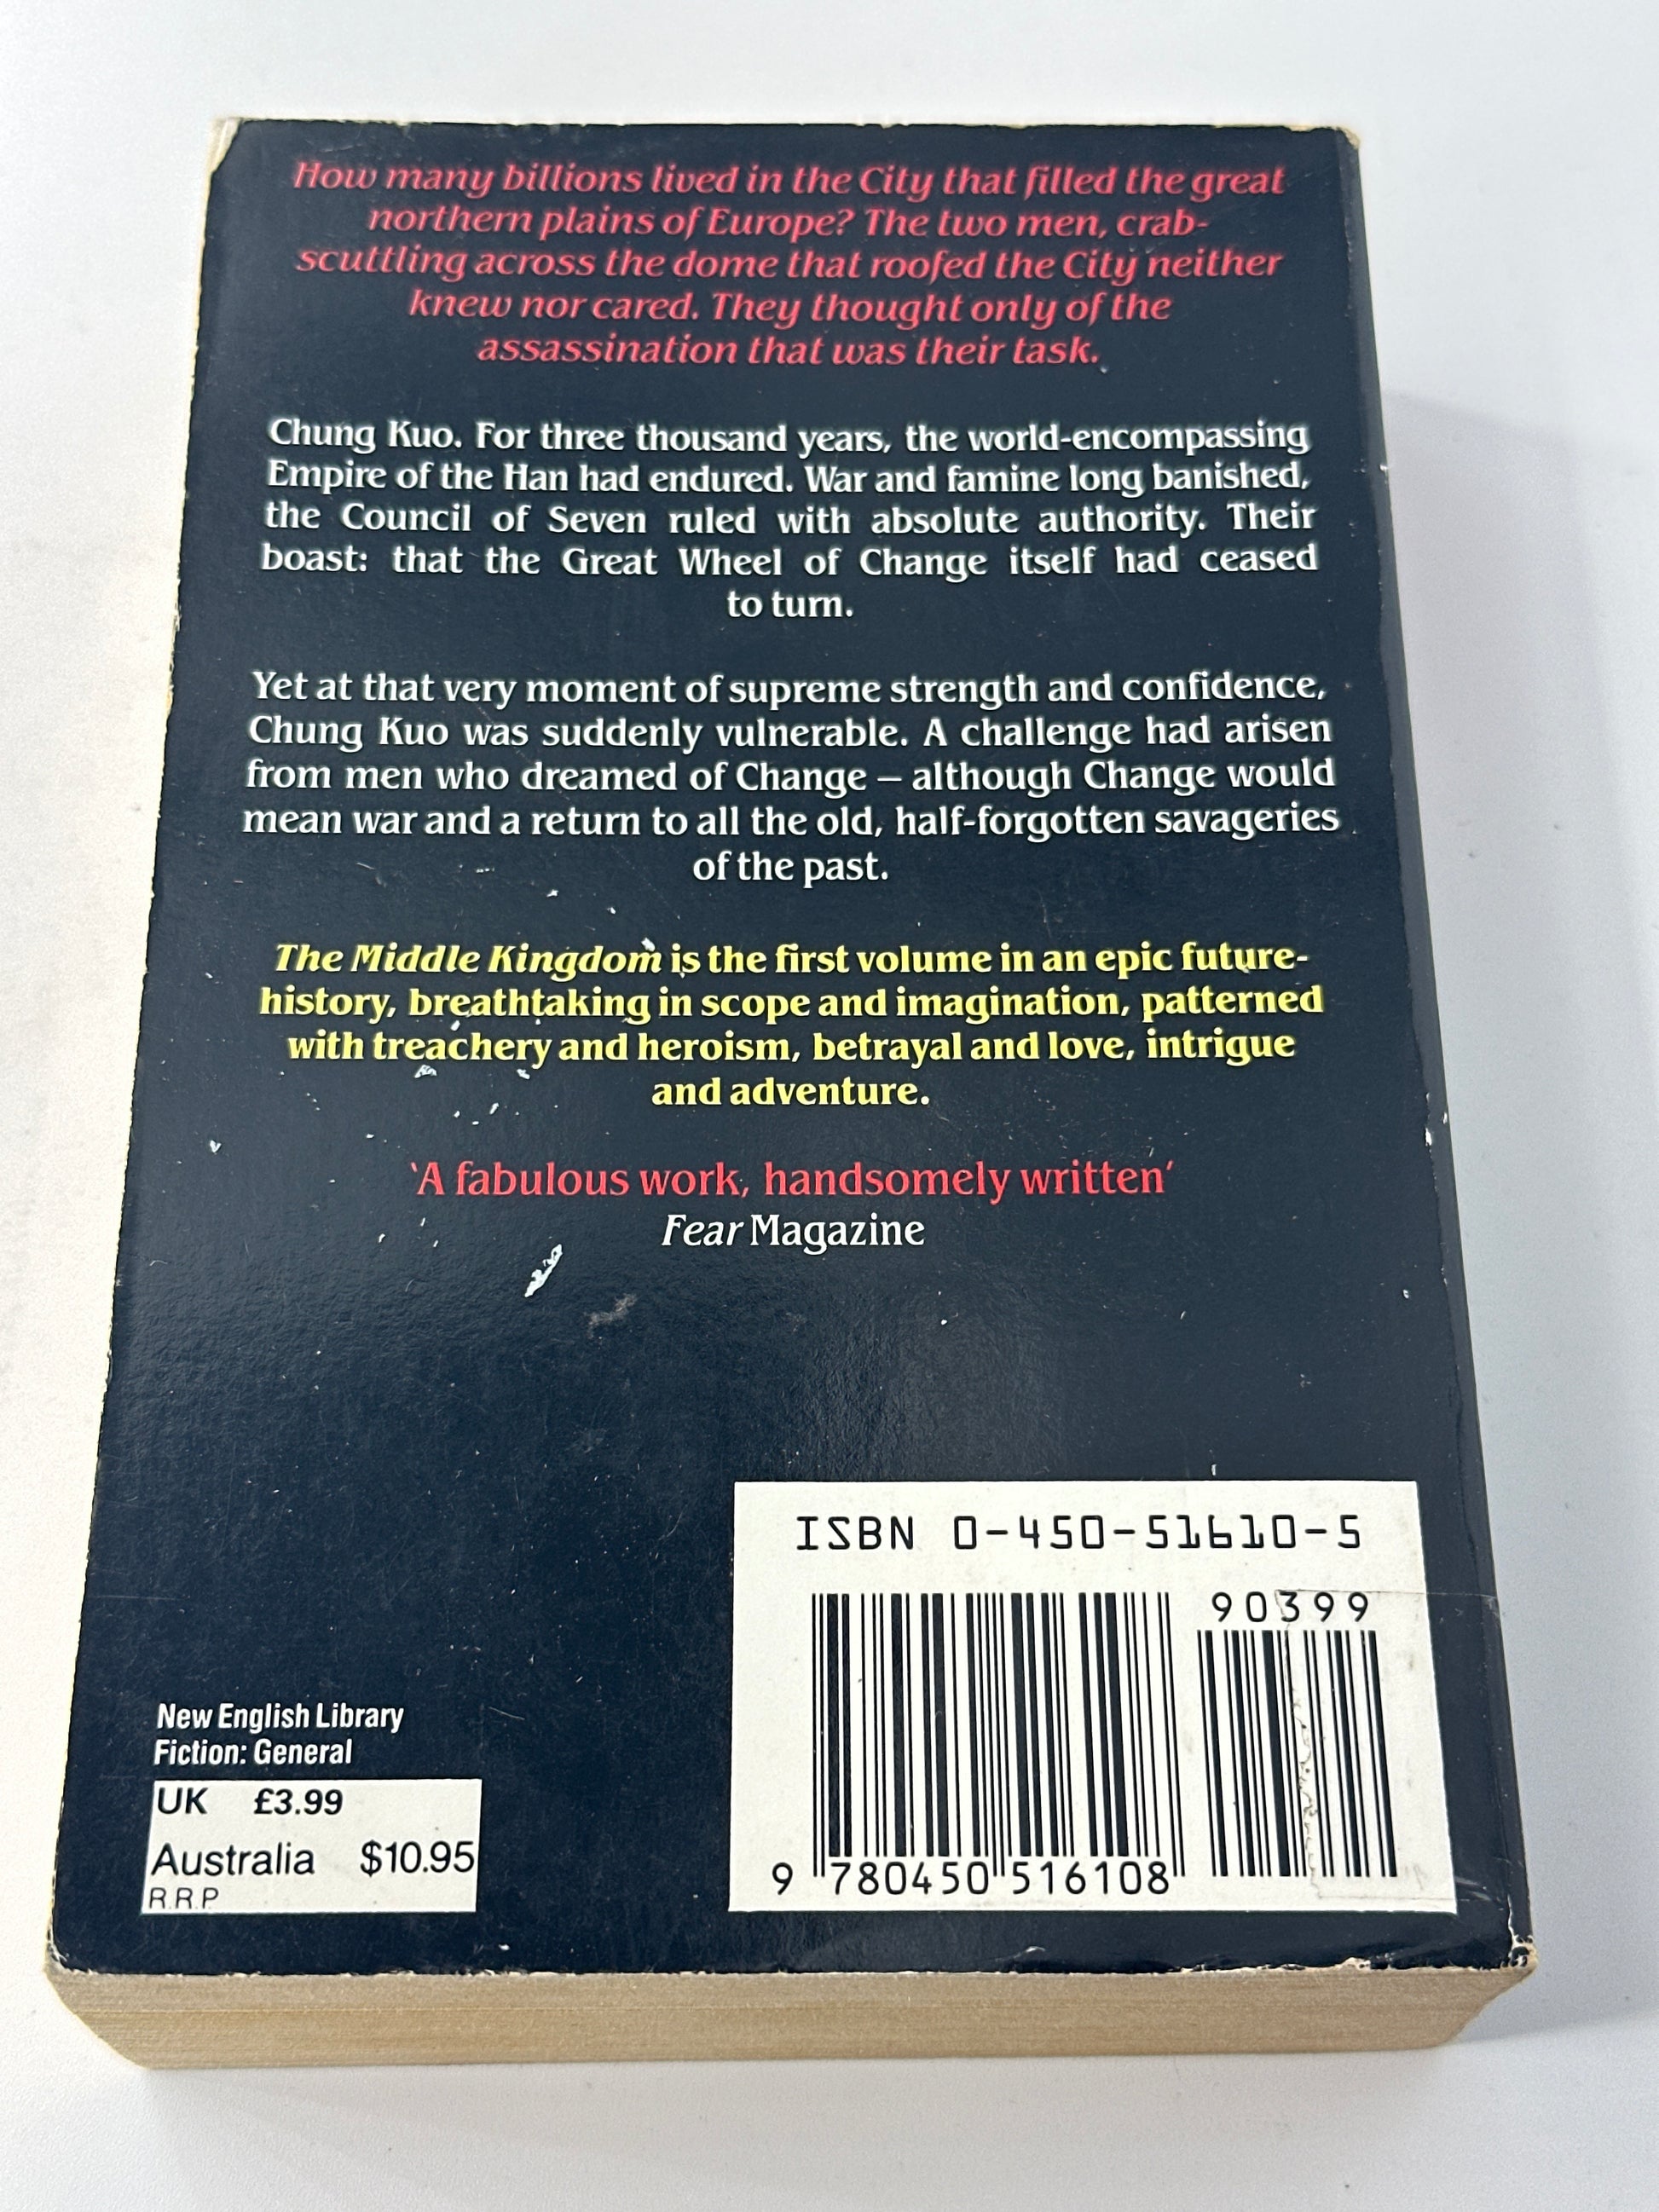 How many billions lived in the City that filled the great
northern plains of Europe? The two men, crab-
scuttling across the dome that roofed the City neither
knew nor cared. They thought only of the
assassination that was their task.
Chung Kuo. For three thousand years, the world-encompassing
Empire of the Han had endured. War and famine long banished,
the Council of Seven ruled with absolute authority. Their
boast: that the Great Wheel of Change itself had ceased
to turn.
Yet at that very moment of supreme strength and confidence,
Chung Kuo was suddenly vulnerable. A challenge had arisen
from men who dreamed of Change – although Change would
mean war and a return to all the old, half-forgotten savageries
of the past.
The Middle Kingdom is the first volume in an epic future-
history, breathtaking in scope and imagination, patterned
with treachery and heroism, betrayal and love, intrigue
and adventure.
‘A fabulous work, handsomely written’
Fear Magazine
New English Library
Fiction: General
UK £3.99
Australia $10.95
R.R.P
ISBN 0-450-51610-5
90399
9 780450 516108